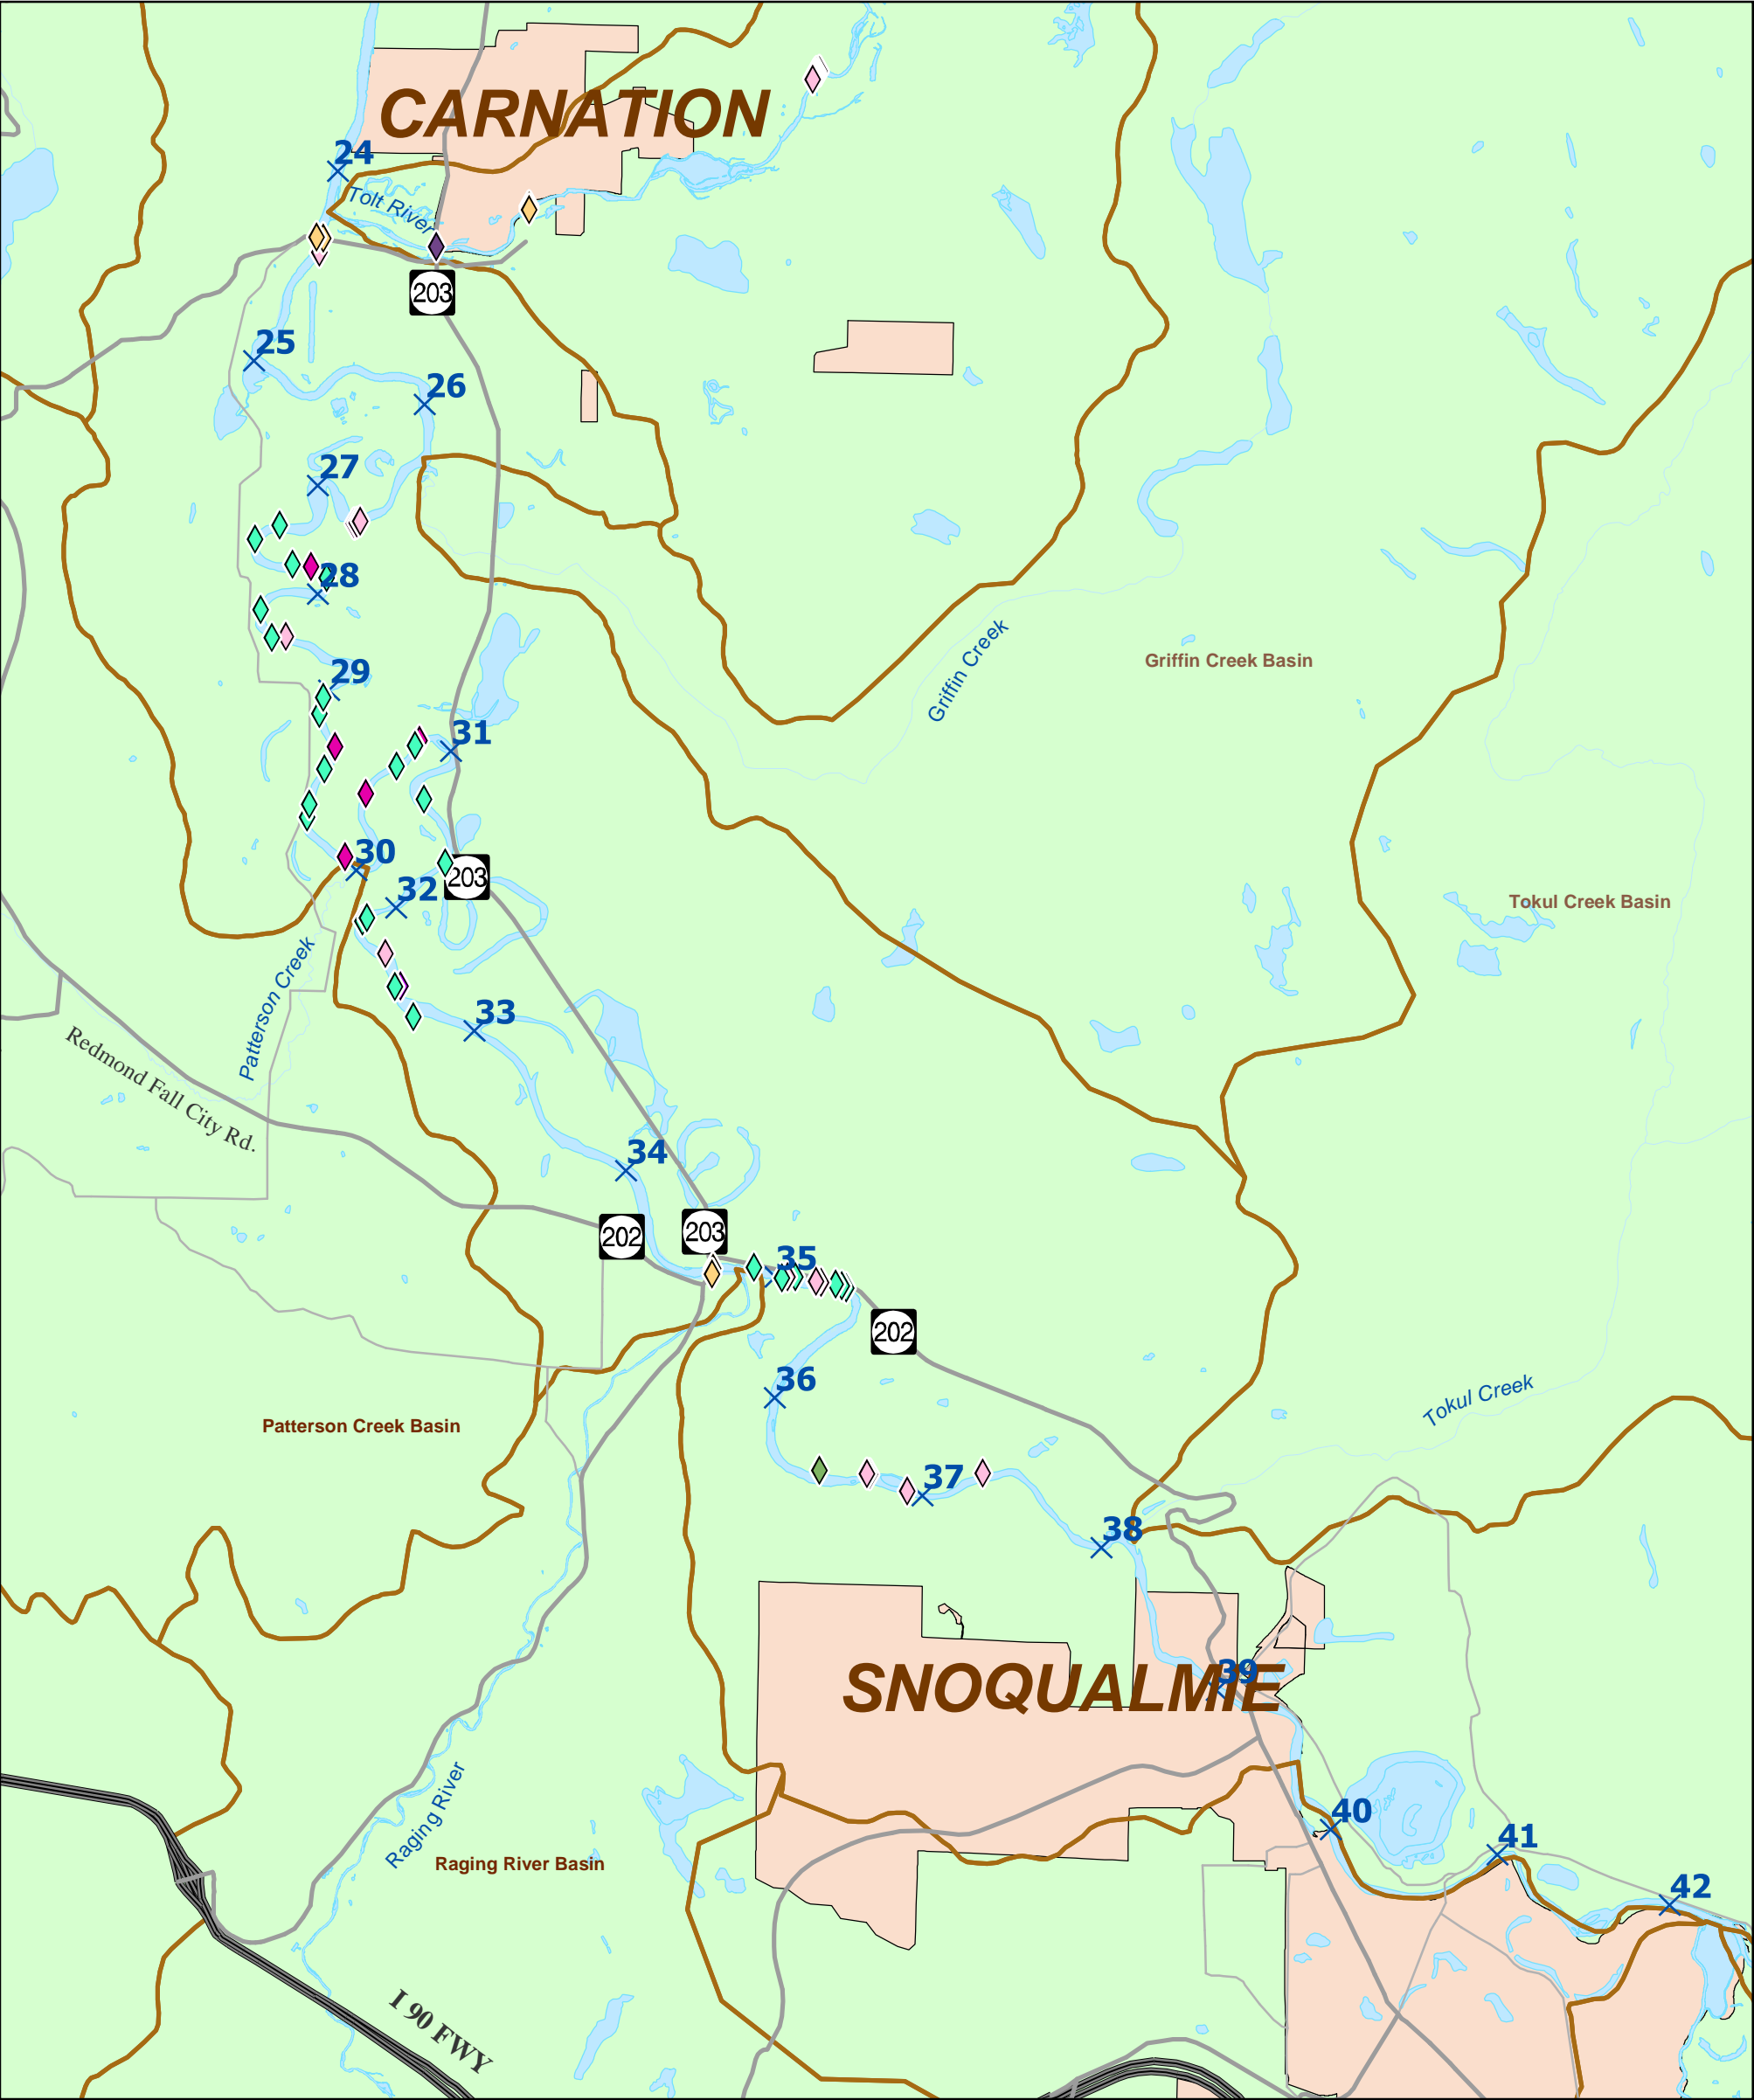 CARNATION
24
Tolt River
203
25
26
27
28
Griffin Creek
Griffin Creek Basin
29
31
30
203
32
Tokul Creek Basin
Patterson Creek
33
Redmond Fall City Rd.
34
202
203
35
202
36
Tokul Creek
Patterson Creek Basin
37
38
39
SNOQUALMIE
Raging River
40
41
Raging River Basin
42
I 90 FWY